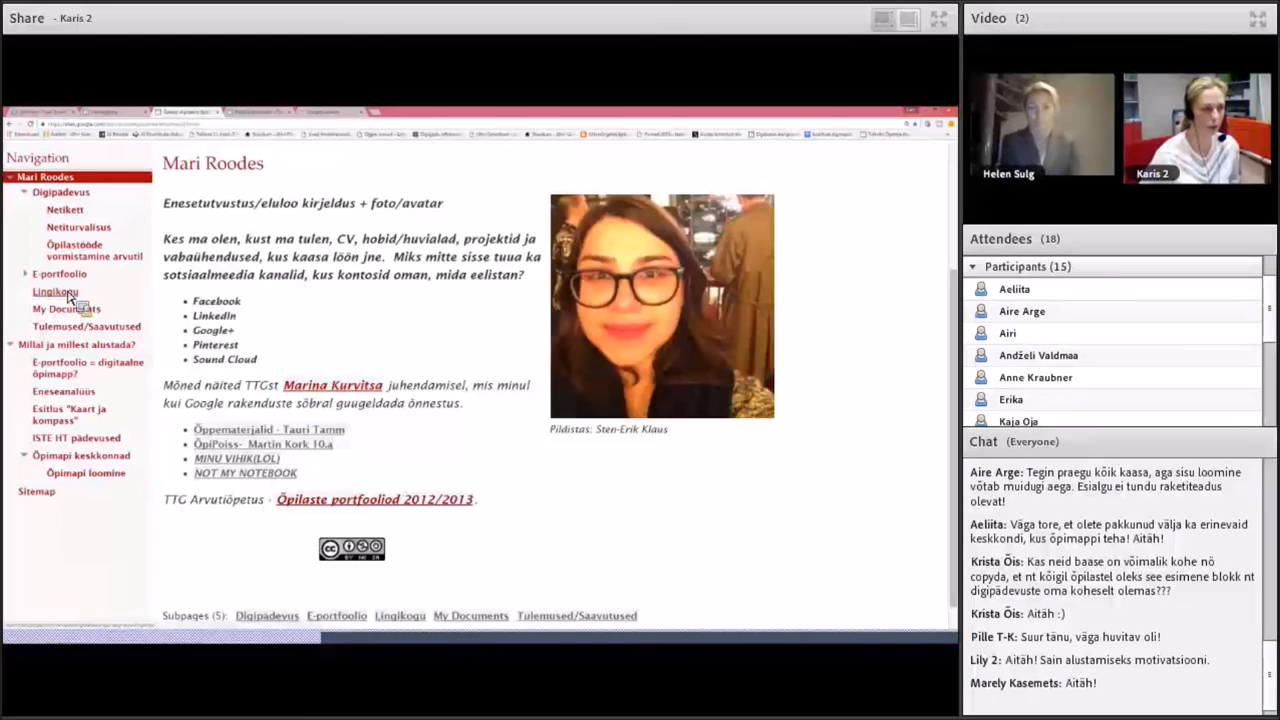 Share - Karis 2
Navigation
Mari Roodes
Digipädevus
Netikett
Netiturvalisus
Õpilastööde
vormistamine arvutil
E-portfoolio
Lingikogu
My Documents
Tulemused/Saavutused
Millal ja millest alustada?
E-portfoolio = digitaalne
õpimapp?
Eneseanalüüs
Esitlus "Kaart ja
kompass"
ISTE HT pädevused
Õpimapi keskkonnad
Õpimapi loomine
Sitemap
Mari Roodes
Enesetutvustus/eluloo kirjeldus + foto/avatar
Kes ma olen, kust ma tulen, CV, hobid/huvialad, projektid ja
vabaühendused, kus kaasa löön jne. Miks mitte sisse tuua ka
sotsiaalmeedia kanalid, kus kontosid oman, mida eelistan?
Facebook
LinkedIn
Google+
Pinterest
Sound Cloud
Mõned näited TTGst Marina Kurvitsa juhendamisel, mis minul
kui Google rakenduste sõbral guugeldada õnnestus.
Õppematerjalid - Tauri Tamm
ÕpiPoiss- Martin Kork 10.a
MINU VIHIK(LOL)
NOT MY NOTEBOOK
TTG Arvutiõpetus - Õpilaste portfooliod 2012/2013.
Pildistas: Sten-Erik Klaus
cc
BY NC SA
Subpages (5): Digipädevus E-portfoolio Lingikogu My Documents Tulemused/Saavutused
Video (2)
Helen Sulg
Karis 2
Attendees (18)
Participants (15)
Aeliita
Aire Arge
Airi
Andželi Valdmaa
Anne Kraubner
Erika
Kaja Oja
Chat (Everyone)
Aire Arge: Tegin praegu kõik kaasa, aga sisu loomine
võtab muidugi aega. Esialgu ei tundu raketiteadus
olevat!
Aeliita: Väga tore, et olete pakkunud välja ka erinevaid
keskkondi, kus õpimappi teha! Aitäh!
Krista Õis: Kas neid baase on võimalik kohe nö
copyda, et nt kõigil õpilastel oleks see esimene blokk nt
digipädevuste oma koheselt olemas???
Krista Õis: Aitäh :)
Pille T-K: Suur tänu, väga huvitav oli!
Lily 2: Aitäh! Sain alustamiseks motivatsiooni.
Marely Kasemets: Aitäh!